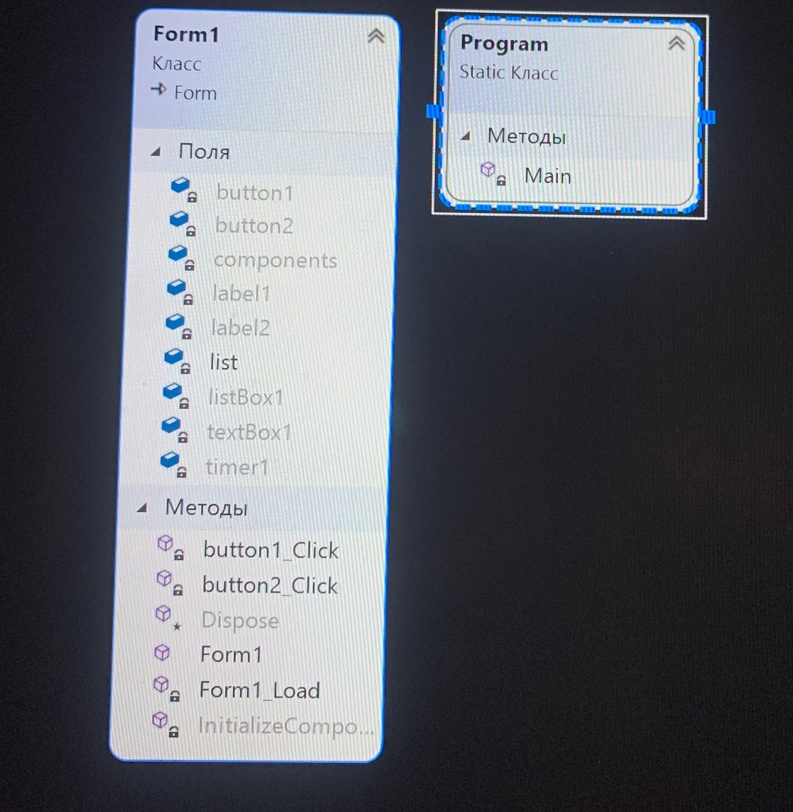 Form1
Класс
Form
Поля
button1
button2
components
label1
label2
list
listBox1
textBox1
timer1
Методы
button1_Click
button2_Click
Dispose
Form1
Form1_Load
InitializeCompo...
Program
Static Класс
Методы
Main